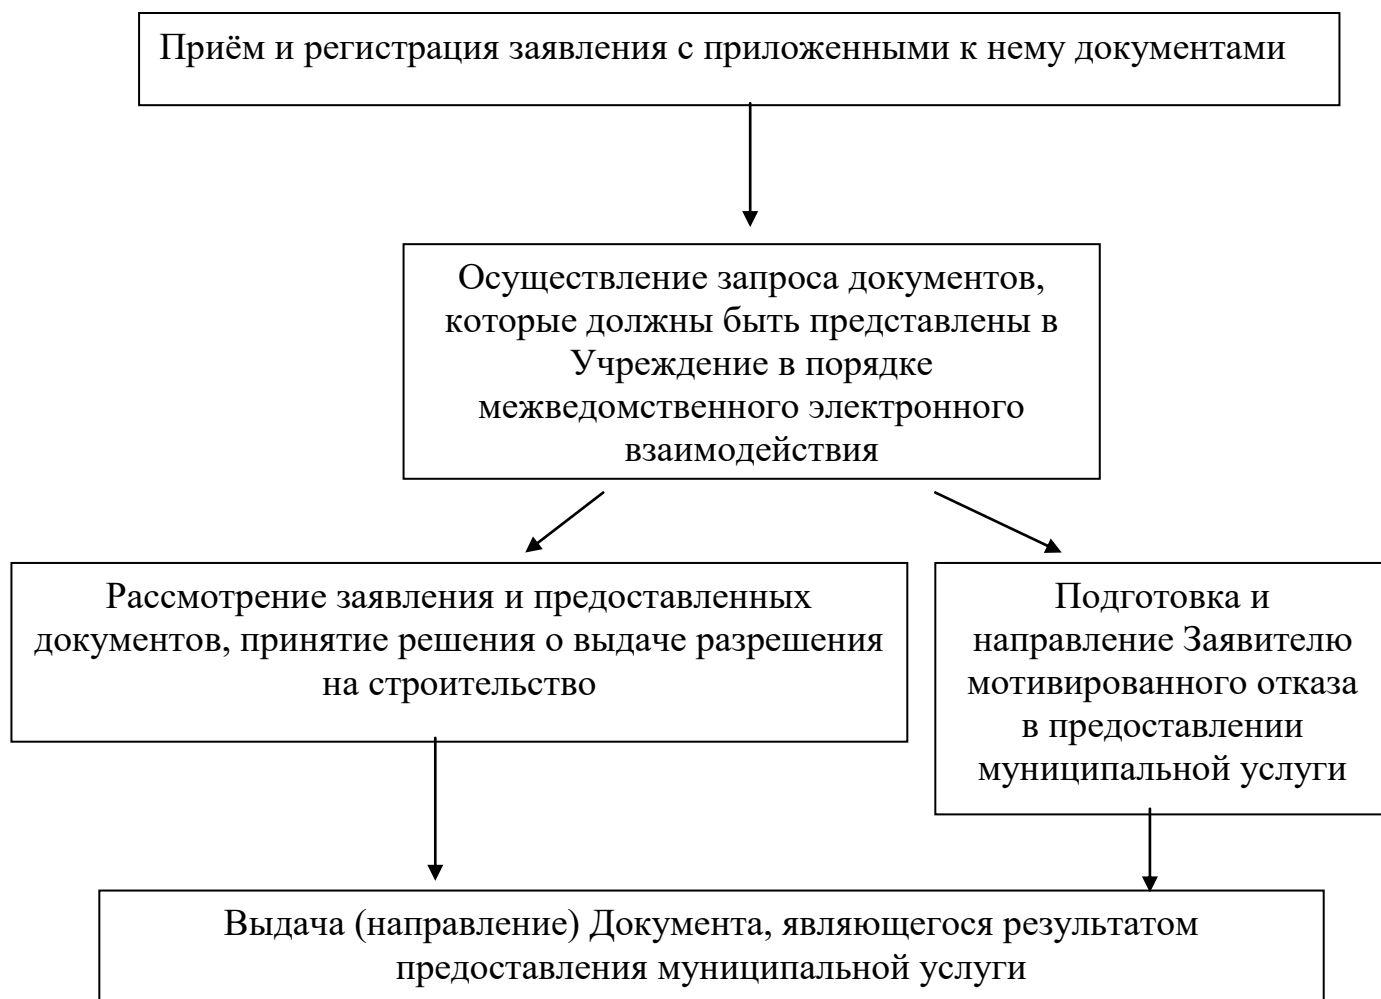 Приём и регистрация заявления с приложенными к нему документами
Осуществление запроса документов,
которые должны быть представлены в
Учреждение в порядке
межведомственного электронного
взаимодействия
Рассмотрение заявления и предоставленных
документов, принятие решения о выдаче разрешения
на строительство
Подготовка и
направление Заявителю
мотивированного отказа
в предоставлении
муниципальной услуги
Выдача (направление) Документа, являющегося результатом
предоставления муниципальной услуги